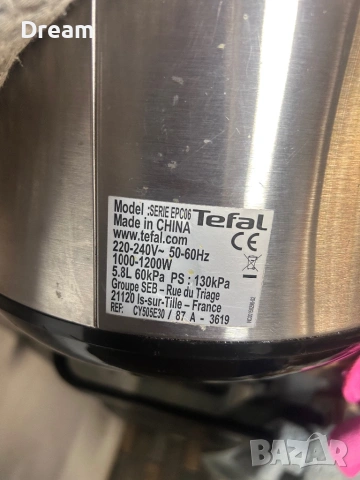 Dream
Model :SERIE EPC06 Tefal
Made in CHINA
www.tefal.com CE
220-240V~ 50-60Hz
1000-1200W
5.8L 60kPa PS : 130kPa
Groupe SEB – Rue du Triage
21120 Is-sur-Tille – France
REF: CY505E30 / 87 A - 3619
BAZAR